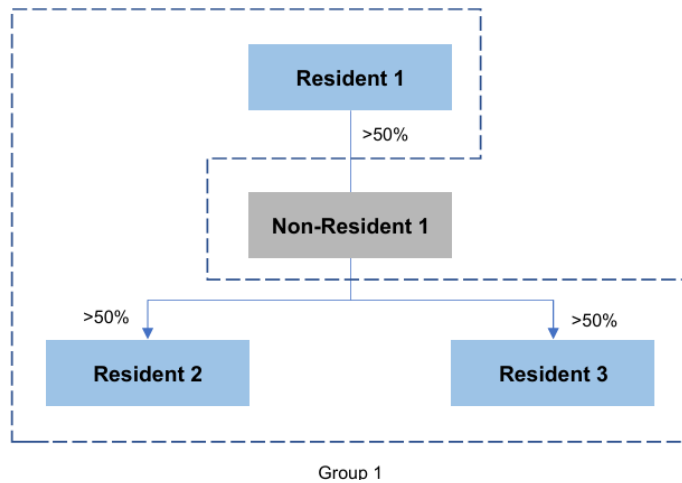 Resident 1
>50%
Non-Resident 1
>50%
>50%
Resident 2
Resident 3
Group 1